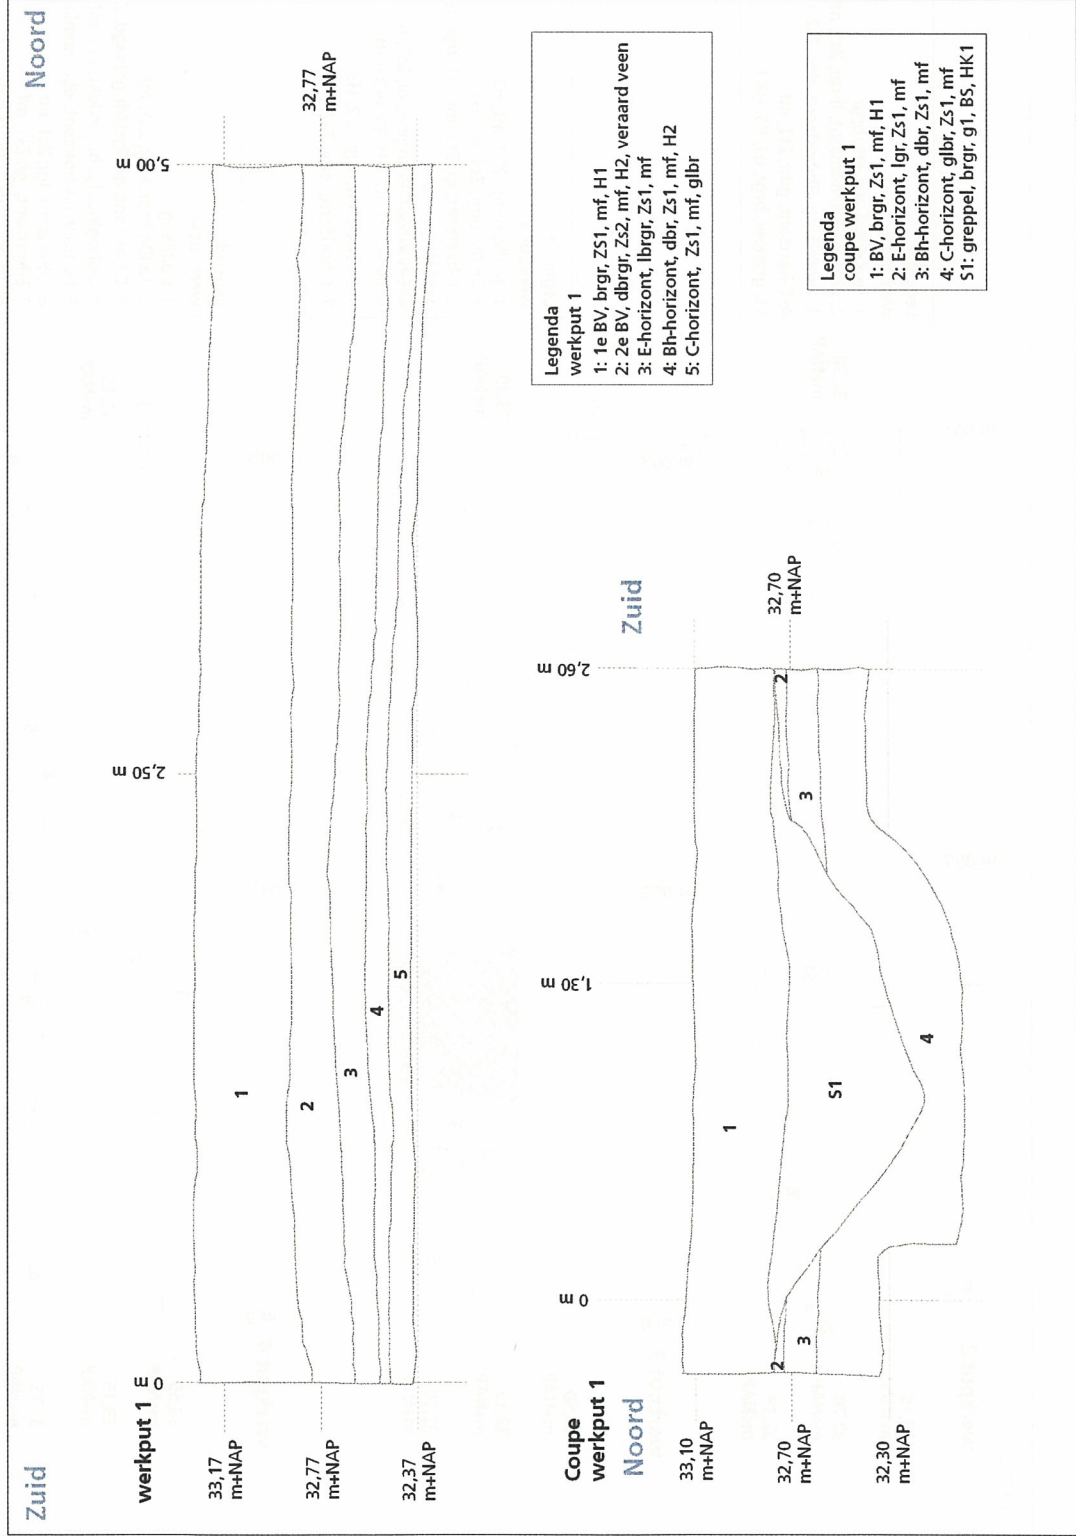 Zuid
Noord
werkput 1
0 m
2,50 m
5,00 m
33,17
m+NAP
32,77
m+NAP
32,37
m+NAP
32,77
m+NAP
1
2
3
4
5
Legenda
werkput 1
1: 1e BV, brgr, ZS1, mf, H1
2: 2e BV, dbrgr, Zs2, mf, H2, veraard veen
3: E-horizont, lbrgr, Zs1, mf
4: Bh-horizont, dbr, Zs1, mf, H2
5: C-horizont, Zs1, mf, glbr
Coupe
werkput 1
Noord
Zuid
0 m
1,30 m
2,60 m
33,10
m+NAP
32,70
m+NAP
32,30
m+NAP
32,70
m+NAP
1
2
3
S1
4
3
2
Legenda
coupe werkput 1
1: BV, brgr, Zs1, mf, H1
2: E-horizont, lgr, Zs1, mf
3: Bh-horizont, dbr, Zs1, mf
4: C-horizont, glbr, Zs1, mf
S1: greppel, brgr, g1, BS, HK1